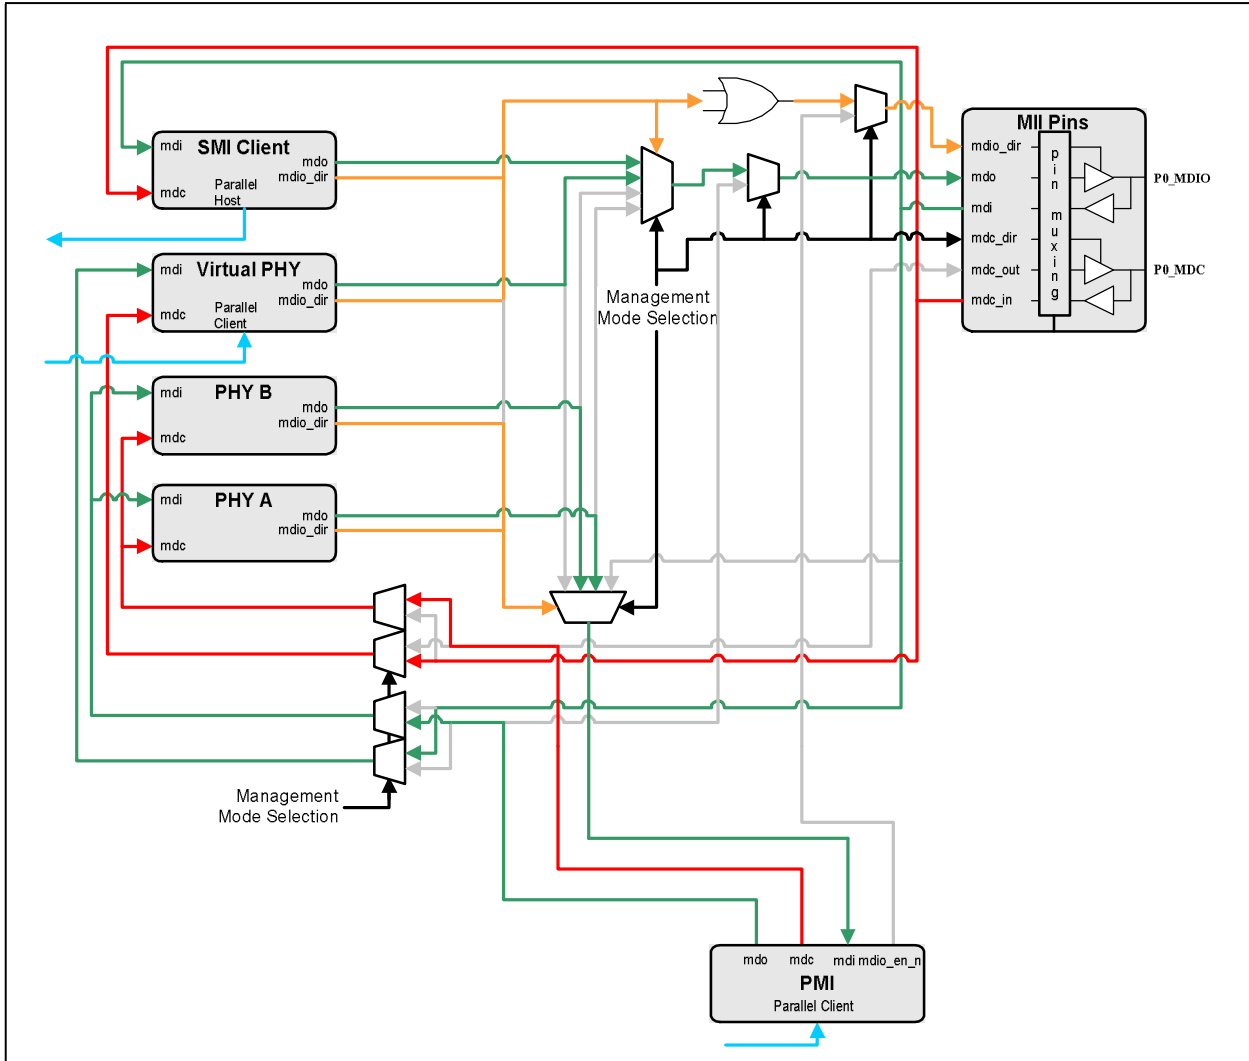 SMI Client
mdi
mdc
mdo
mdio_dir
Parallel
Host
Virtual PHY
mdi
mdc
mdo
mdio_dir
Parallel
Client
PHY B
mdi
mdc
mdo
mdio_dir
PHY A
mdi
mdc
mdo
mdio_dir
Management
Mode Selection
MII Pins
mdio_dir
mdo
mdi
mdc_dir
mdc_out
mdc_in
pin muxing
P0_MDIO
P0_MDC
Management
Mode Selection
mdo
mdc
mdi
mdio_en_n
PMI
Parallel Client